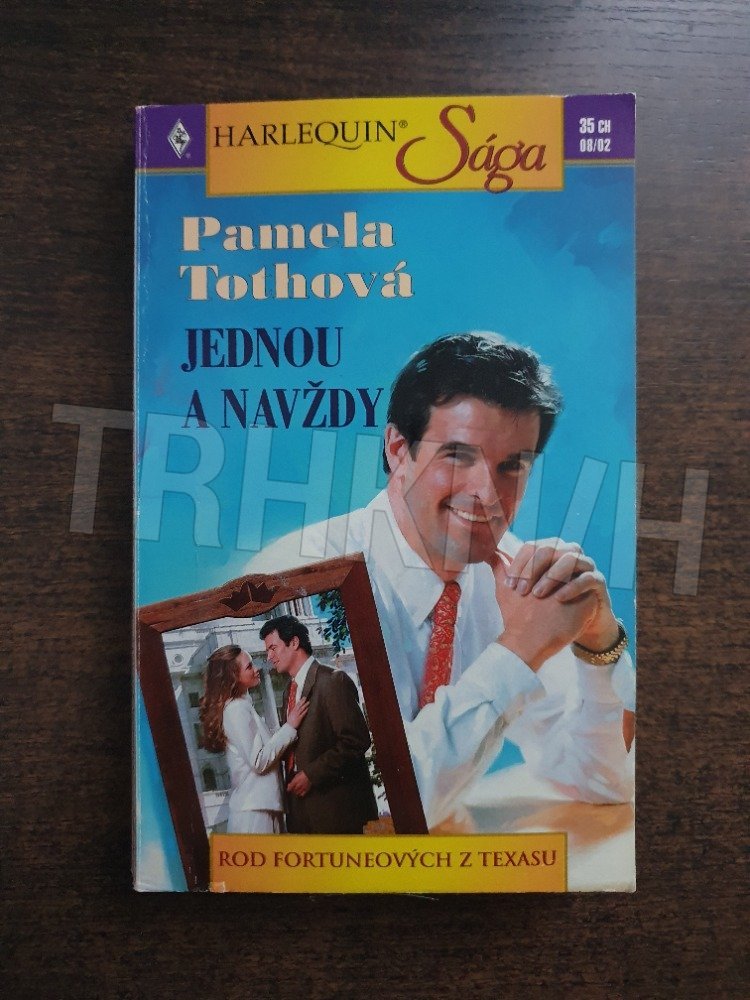 HARLEQUIN®
Sága
35 CH
08/02
Pamela
Tothová
JEDNOU
A NAVŽDY
TRHKNIH
ROD FORTUNEOVÝCH Z TEXASU